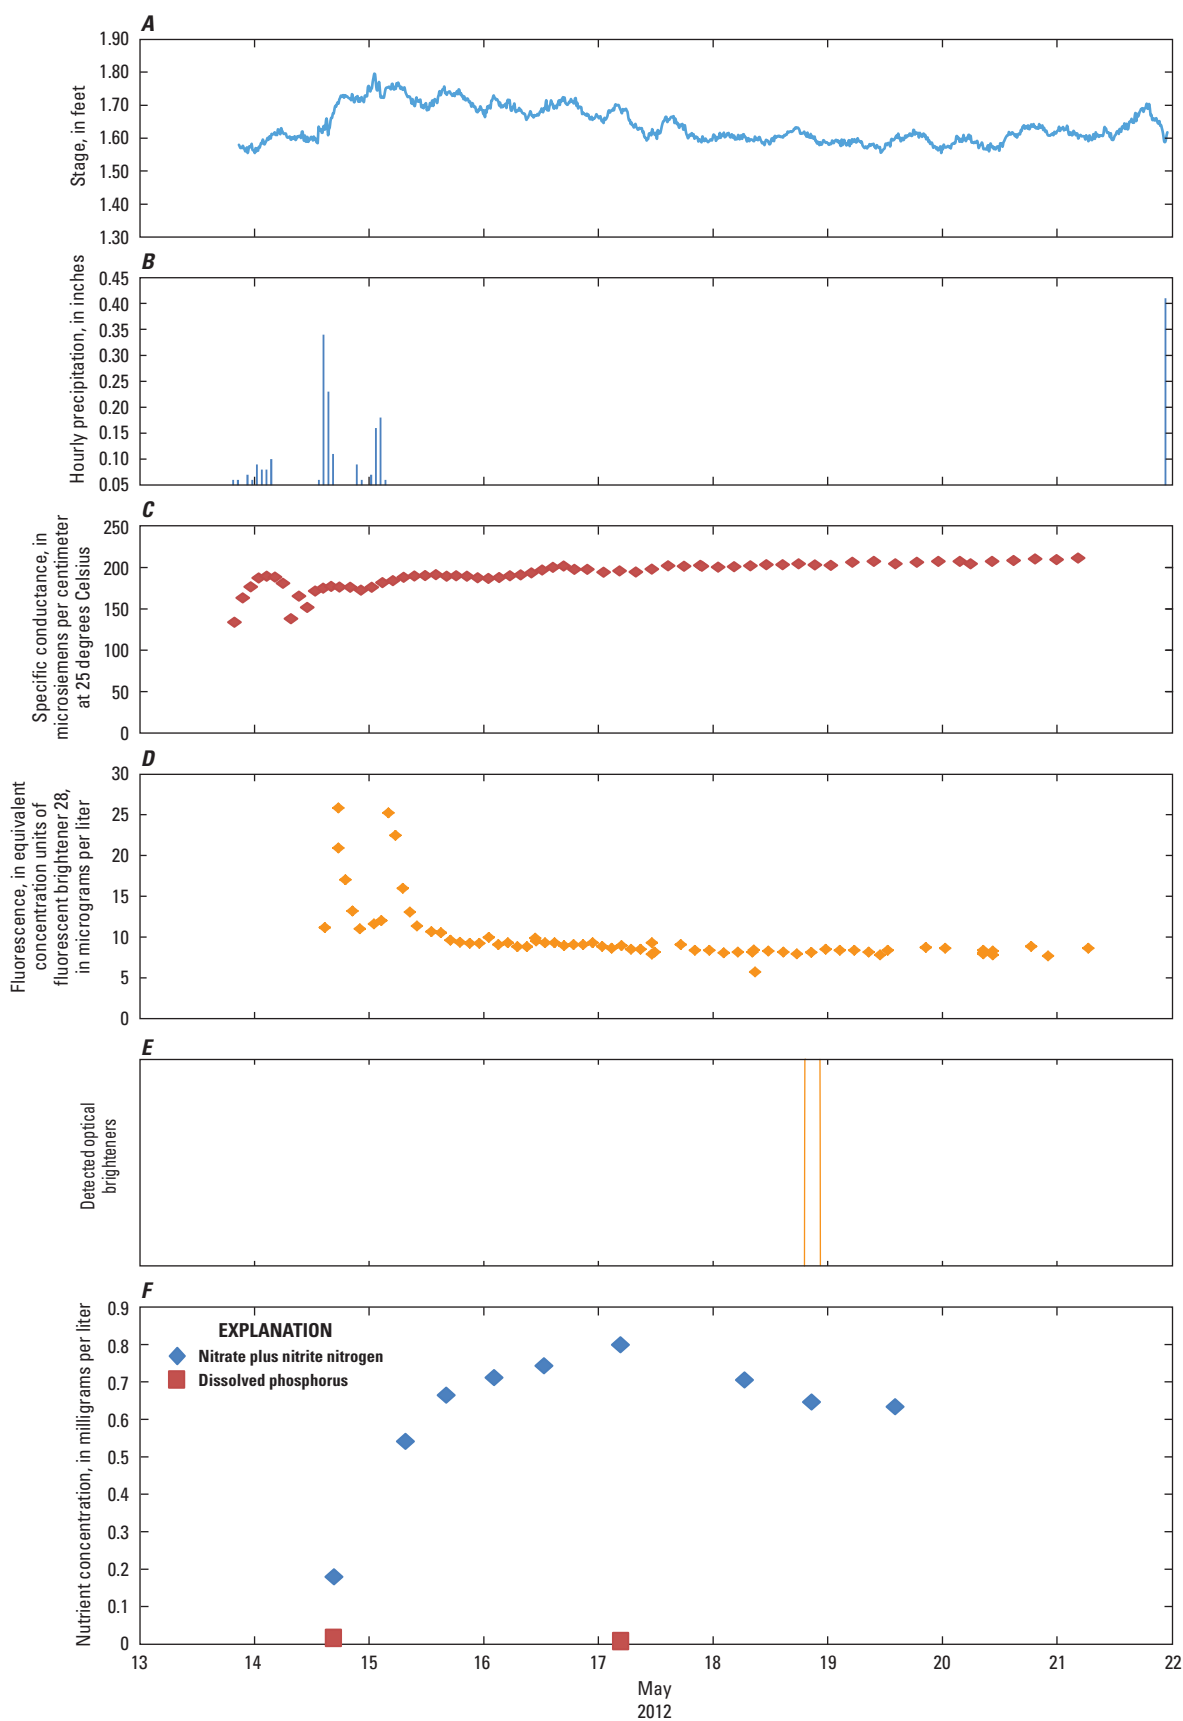 A
1.90
1.80
1.70
1.60
1.50
1.40
1.30
Stage, in feet
B
0.45
0.40
0.35
0.30
0.25
0.20
0.15
0.10
0.05
Hourly precipitation, in inches
C
250
200
150
100
50
0
Specific conductance, in
microsiemens per centimeter
at 25 degrees Celsius
D
30
25
20
15
10
5
0
Fluorescence, in equivalent
concentration units of
fluorescent brightener 28,
in micrograms per liter
E
Detected optical
brighteners
F
0.9
0.8
0.7
0.6
0.5
0.4
0.3
0.2
0.1
0
Nutrient concentration, in milligrams per liter
EXPLANATION
Nitrate plus nitrite nitrogen
Dissolved phosphorus
13 14 15 16 17 18 19 20 21 22
May
2012